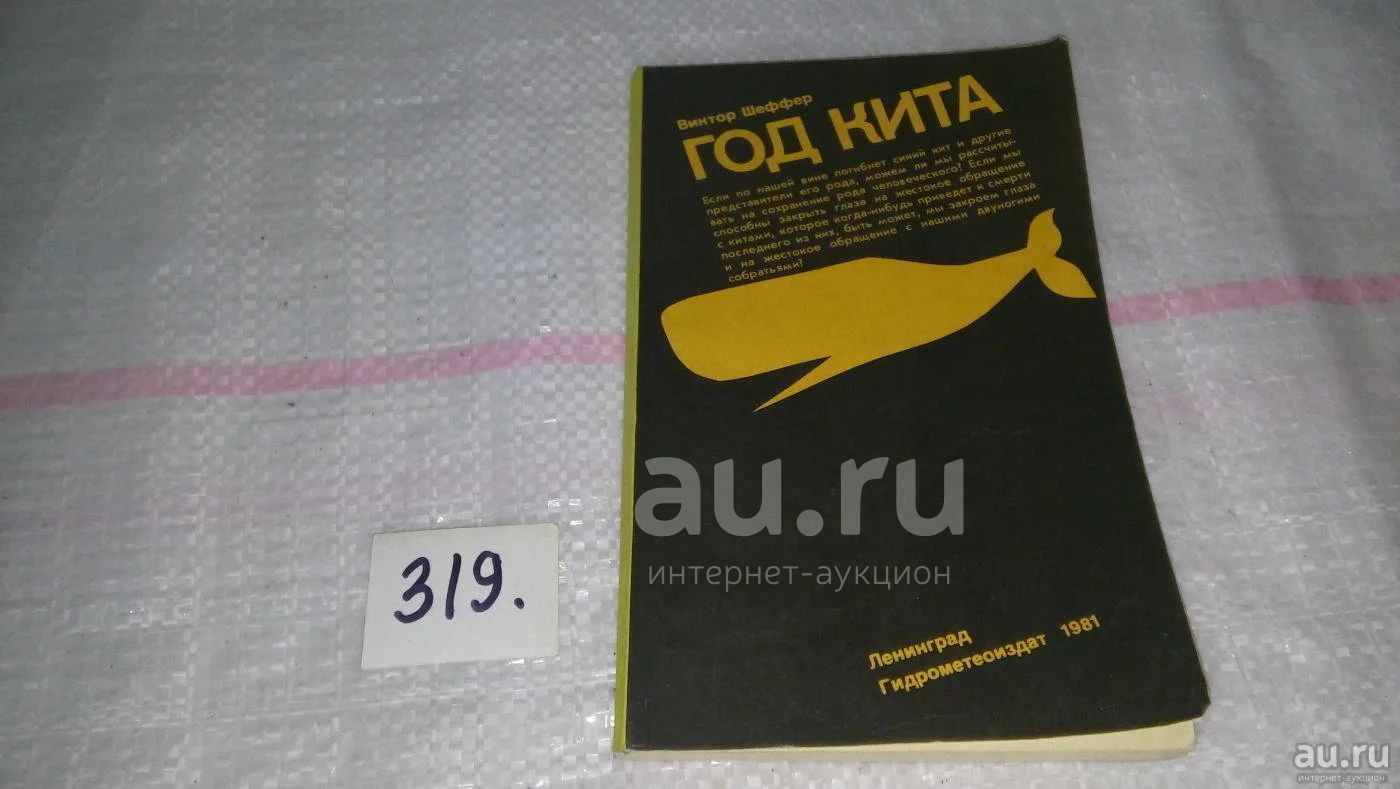 Виктор Шеффер
ГОД КИТА
Если по нашей вине погибнет синий кит и другие
представители его рода, можем ли мы рассчиты-
вать на сохранение рода человеческого? Если мы
способны закрыть глаза на жестокое обращение
с китами, которое когда-нибудь приведет к смерти
последнего из них, быть может, мы закроем глаза
и на жестокое обращение с нашими двуногими
собратьями?
au.ru
интернет-аукцион
319.
Ленинград
Гидрометеоиздат 1981
au.ru
интернет-аукцион